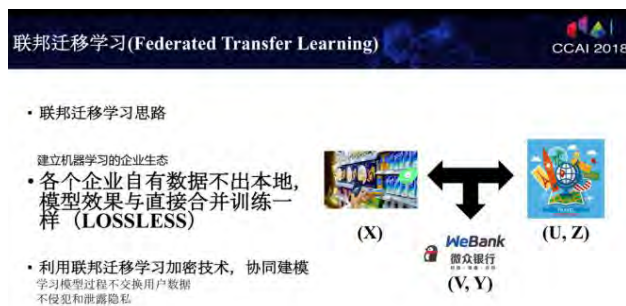 联邦迁移学习(Federated Transfer Learning)
CCAI 2018
• 联邦迁移学习思路
建立机器学习的企业生态
• 各个企业自有数据不出本地,
模型效果与直接合并训练一
样（LOSSLESS）
• 利用联邦迁移学习加密技术, 协同建模
学习模型过程不交换用户数据
不侵犯和泄露隐私
(X)
WeBank
微众银行
(V, Y)
(U, Z)